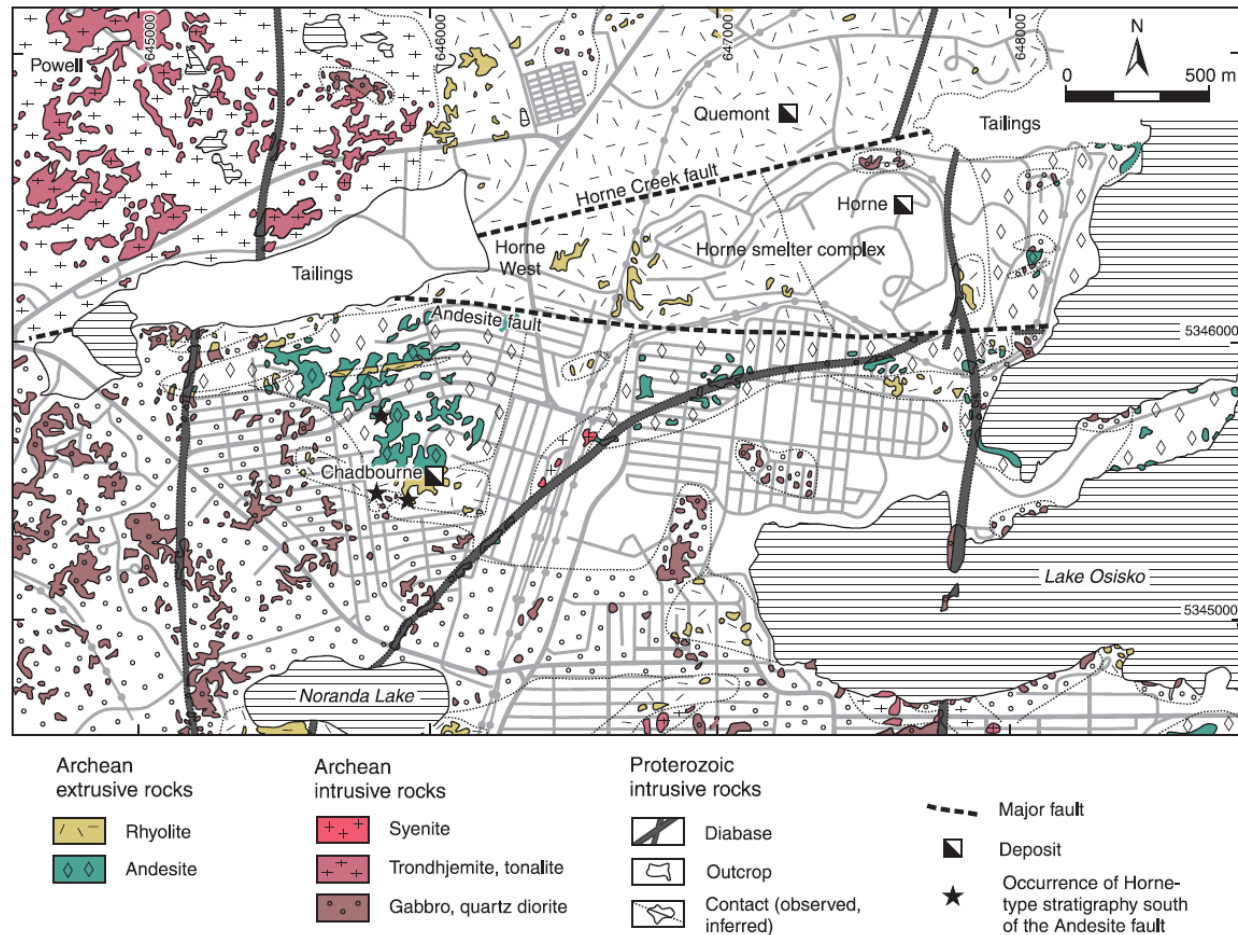 645000
646000
647000
648000
N
0 500 m
Powell
Quemont
Tailings
Horne Creek fault
Horne
Horne
West
Horne smelter complex
Tailings
Andesite fault
5346000
Chadbourne
Lake Osisko
5345000
Noranda Lake
Archean
extrusive rocks
Rhyolite
Andesite
Archean
intrusive rocks
Syenite
Trondhjemite, tonalite
Gabbro, quartz diorite
Proterozoic
intrusive rocks
Diabase
Outcrop
Contact (observed,
inferred)
Major fault
Deposit
Occurrence of Horne-
type stratigraphy south
of the Andesite fault